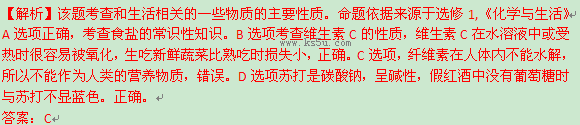 【解析】该题考查和生活相关的一些物质的主要性质。命题依据来源于选修 1,《化学与生活》
A 选项正确，考查食盐的常识性知识。B 选项考查维生素 C 的性质，维生素 C 在水溶液中或受
热时很容易被氧化，生吃新鲜蔬菜比熟吃时损失小，正确。C 选项，纤维素在人体内不能水解，
所以不能作为人类的营养物质，错误。D 选项苏打是碳酸钠，呈碱性，假红酒中没有葡萄糖时
与苏打不显蓝色。正确。
答案：C
www.ks5u.com